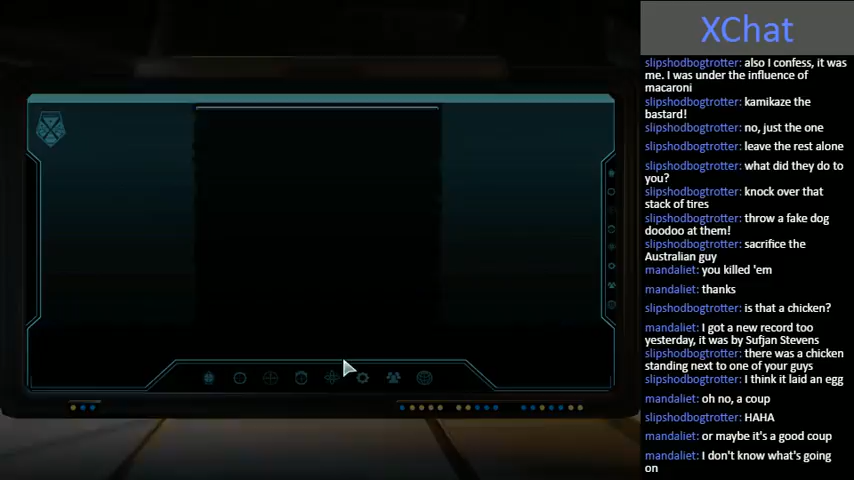 XChat
slipshodbogtrotter: also I confess, it was
me. I was under the influence of
macaroni
slipshodbogtrotter: kamikaze the
bastard!
slipshodbogtrotter: no, just the one
slipshodbogtrotter: leave the rest alone
slipshodbogtrotter: what did they do to
you?
slipshodbogtrotter: knock over that
stack of tires
slipshodbogtrotter: throw a fake dog
doodoo at them!
slipshodbogtrotter: sacrifice the
Australian guy
mandaliet: you killed 'em
mandaliet: thanks
slipshodbogtrotter: is that a chicken?
mandaliet: I got a new record too
yesterday, it was by Sufjan Stevens
slipshodbogtrotter: there was a chicken
standing next to one of your guys
slipshodbogtrotter: I think it laid an egg
mandaliet: oh no, a coup
slipshodbogtrotter: HAHA
mandaliet: or maybe it's a good coup
mandaliet: I don't know what's going
on